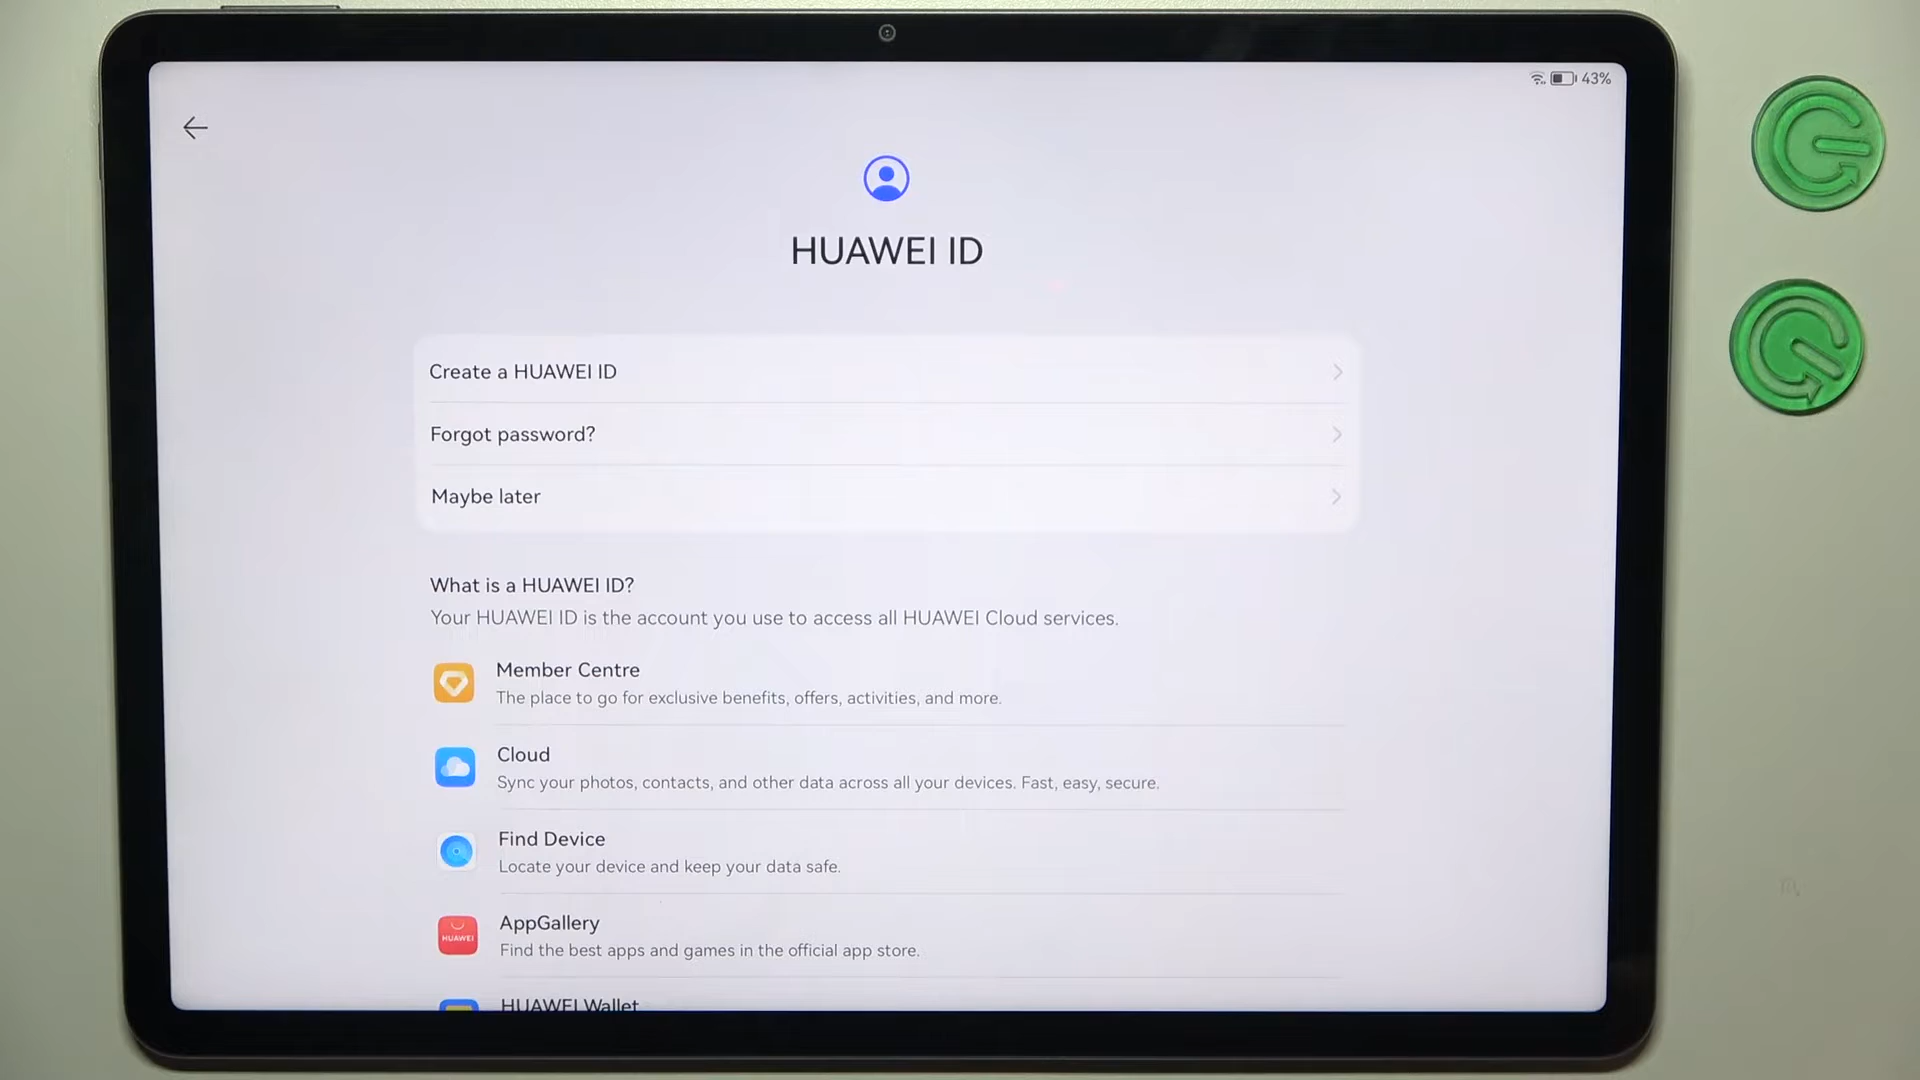 43%
HUAWEI ID
Create a HUAWEI ID
Forgot password?
Maybe later
What is a HUAWEI ID?
Your HUAWEI ID is the account you use to access all HUAWEI Cloud services.
Member Centre
The place to go for exclusive benefits, offers, activities, and more.
Cloud
Sync your photos, contacts, and other data across all your devices. Fast, easy, secure.
Find Device
Locate your device and keep your data safe.
HUAWEI
AppGallery
Find the best apps and games in the official app store.
HUAWEI Wallet